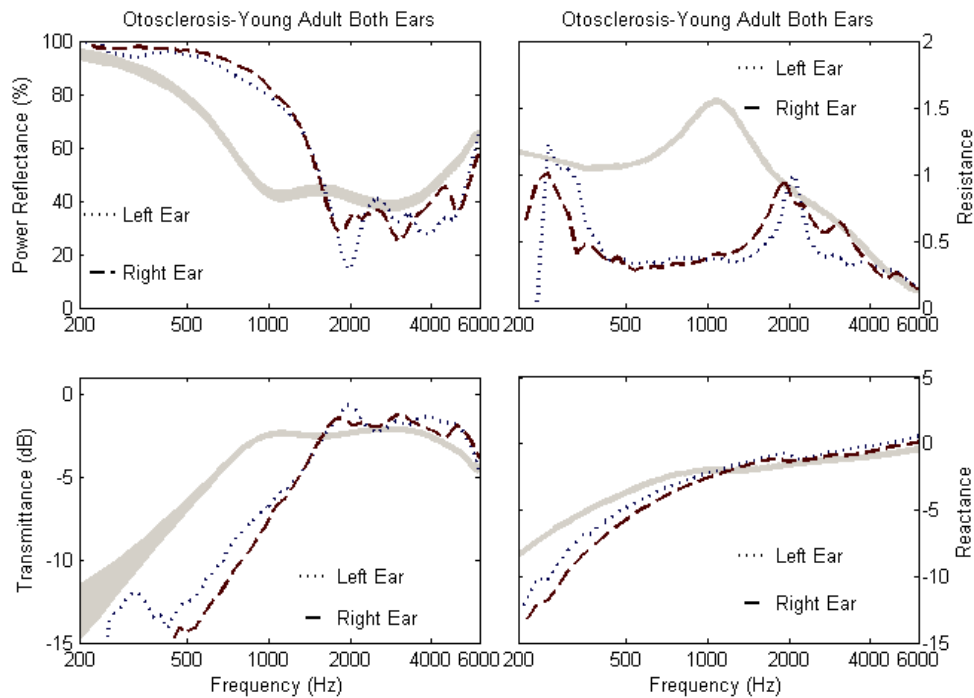 Otosclerosis-Young Adult Both Ears
Otosclerosis-Young Adult Both Ears
Power Reflectance (%)
100
80
60
40
20
0
Left Ear
Right Ear
200 500 1000 2000 4000 6000
Left Ear
Right Ear
2
1.5
1
0.5
0
Resistance
200 500 1000 2000 4000 6000
Transmittance (dB)
0
-5
-10
-15
Left Ear
Right Ear
200 500 1000 2000 4000 6000
Frequency (Hz)
Left Ear
Right Ear
5
0
-5
-10
-15
Reactance
200 500 1000 2000 4000 6000
Frequency (Hz)